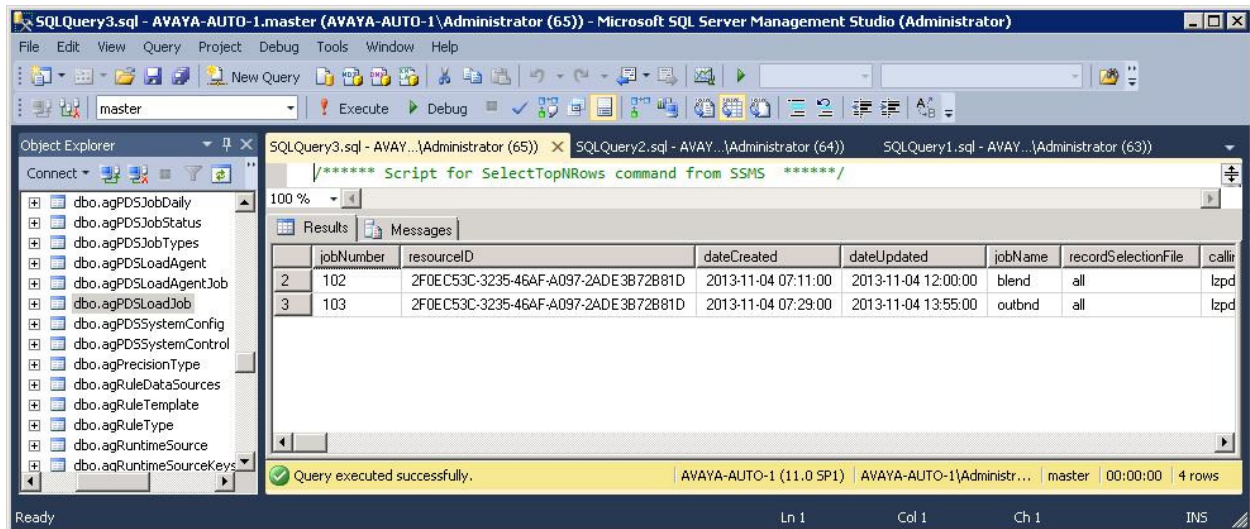 SQLQuery3.sql - AVAYA-AUTO-1.master (AVAYA-AUTO-1\Administrator (65)) - Microsoft SQL Server Management Studio (Administrator)
File Edit View Query Project Debug Tools Window Help
New Query
master Execute Debug
Object Explorer
Connect
dbo.agPDSJobDaily
dbo.agPDSJobStatus
dbo.agPDSJobTypes
dbo.agPDSLoadAgent
dbo.agPDSLoadAgentJob
dbo.agPDSLoadJob
dbo.agPDSSystemConfig
dbo.agPDSSystemControl
dbo.agPrecisionType
dbo.agRuleDataSources
dbo.agRuleTemplate
dbo.agRuleType
dbo.agRuntimeSource
dbo.agRuntimeSourceKeys
SQLQuery3.sql - AVAY...\Administrator (65)) SQLQuery2.sql - AVAY...\Administrator (64)) SQLQuery1.sql - AVAY...\Administrator (63))
/****** Script for SelectTopNRows command from SSMS ******/
100 %
Results Messages
jobNumber resourceID dateCreated dateUpdated jobName recordSelectionFile callin
2 102 2F0EC53C-3235-46AF-A097-2ADE3B72B81D 2013-11-04 07:11:00 2013-11-04 12:00:00 blend all lzpd
3 103 2F0EC53C-3235-46AF-A097-2ADE3B72B81D 2013-11-04 07:29:00 2013-11-04 13:55:00 outbnd all lzpd
Query executed successfully. AVAYA-AUTO-1 (11.0 SP1) AVAYA-AUTO-1\Administr... master 00:00:00 4 rows
Ready Ln 1 Col 1 Ch 1 INS